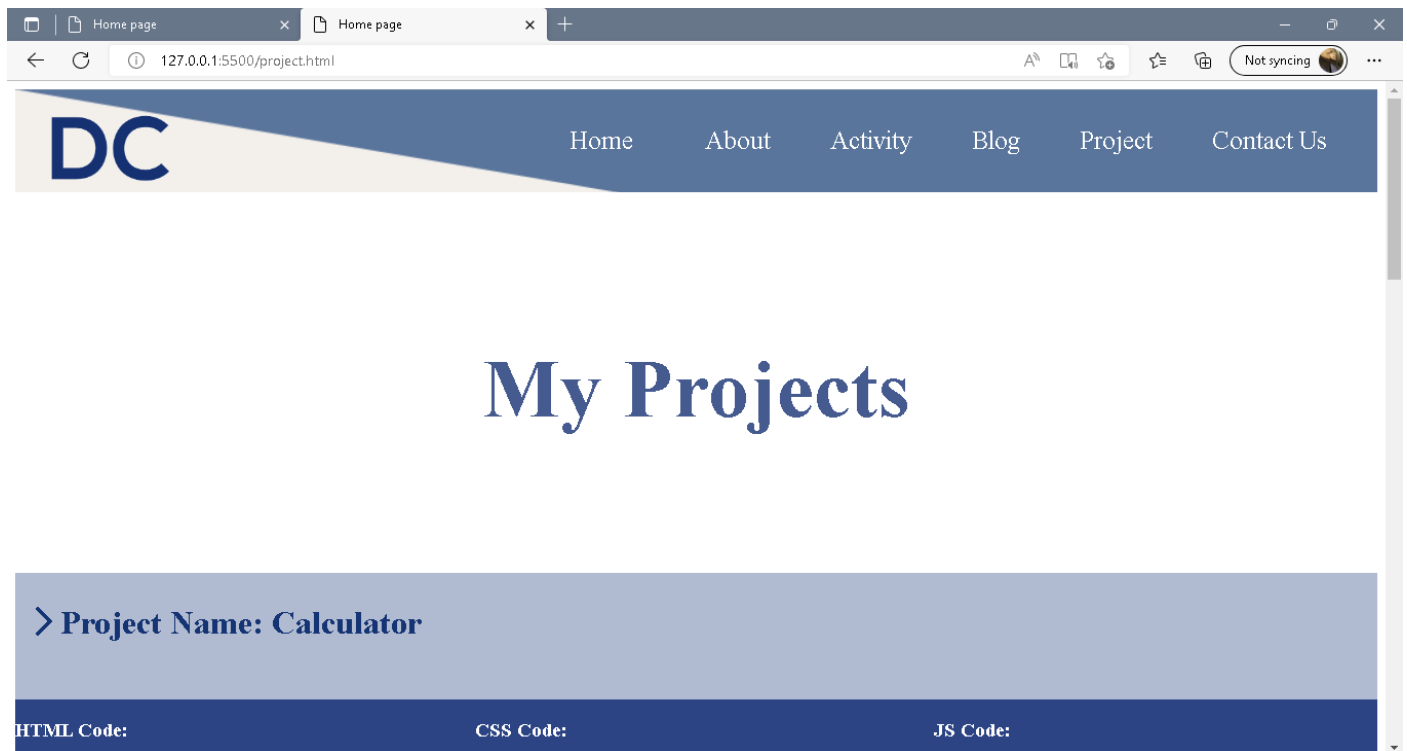 Home page
Home page
127.0.0.1:5500/project.html
Not syncing
DC
Home About Activity Blog Project Contact Us
My Projects
Project Name: Calculator
HTML Code: CSS Code: JS Code: